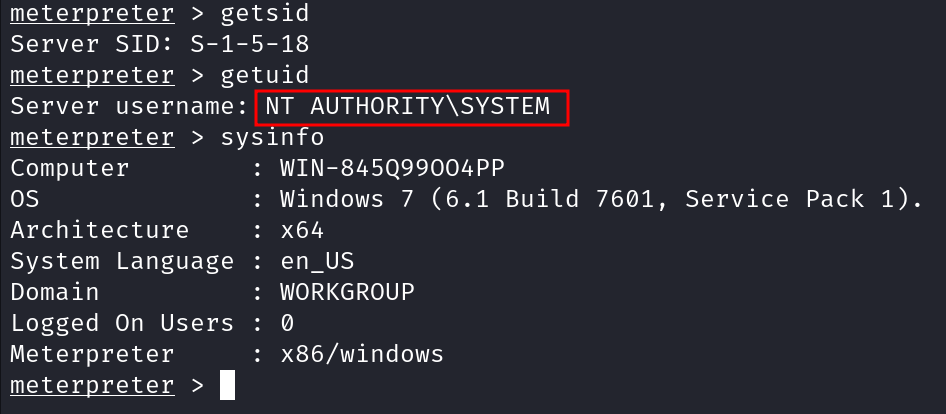 meterpreter > getsid
Server SID: S-1-5-18
meterpreter > getuid
Server username: NT AUTHORITY\SYSTEM
meterpreter > sysinfo
Computer        : WIN-845Q99OO4PP
OS              : Windows 7 (6.1 Build 7601, Service Pack 1).
Architecture    : x64
System Language : en_US
Domain          : WORKGROUP
Logged On Users : 0
Meterpreter     : x86/windows
meterpreter >